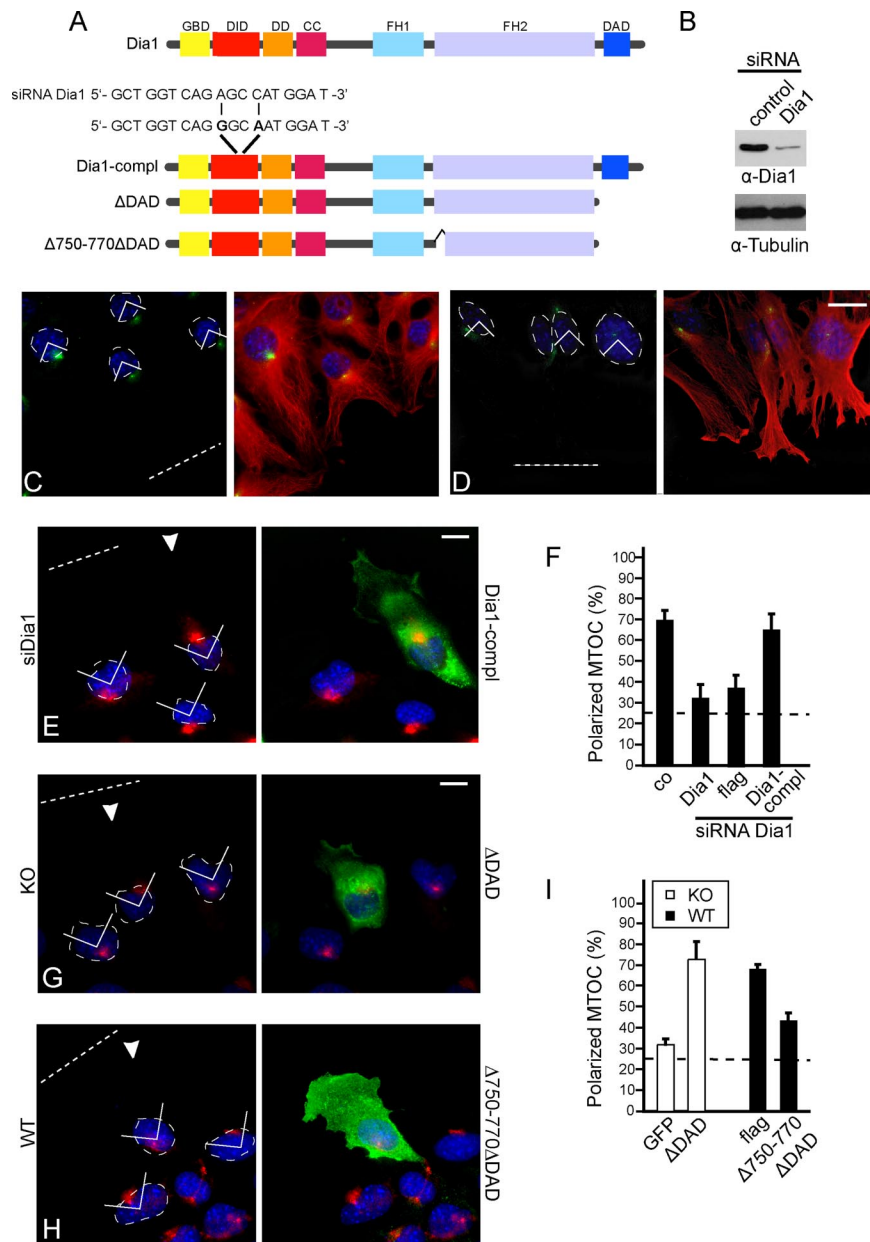 A
GBD DID DD CC FH1 FH2 DAD
Dia1
siRNA Dia1 5‘- GCT GGT CAG AGC CAT GGA T -3’
5‘- GCT GGT CAG GGC AAT GGA T -3’
Dia1-compl
ΔDAD
Δ750-770ΔDAD
B
siRNA
control
Dia1
α-Dia1
α-Tubulin
C
D
siDia1
E
Dia1-compl
F
Polarized MTOC (%)
100
90
80
70
60
50
40
30
20
10
0
co
Dia1
flag
Dia1-
compl
siRNA Dia1
KO
G
ΔDAD
WT
H
Δ750-770ΔDAD
I
KO
WT
Polarized MTOC (%)
100
90
80
70
60
50
40
30
20
10
0
GFP
ΔDAD
flag
Δ750-770
ΔDAD